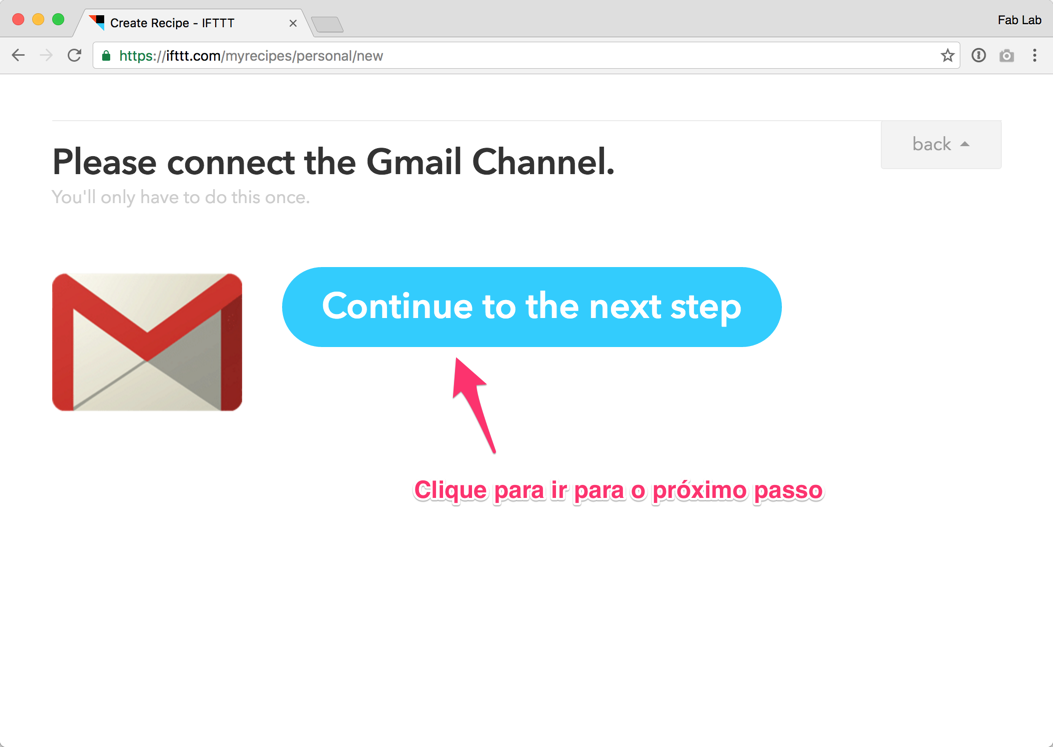 Create Recipe - IFTTT
Fab Lab
https://ifttt.com/myrecipes/personal/new
back
Please connect the Gmail Channel.
You'll only have to do this once.
Continue to the next step
Clique para ir para o próximo passo